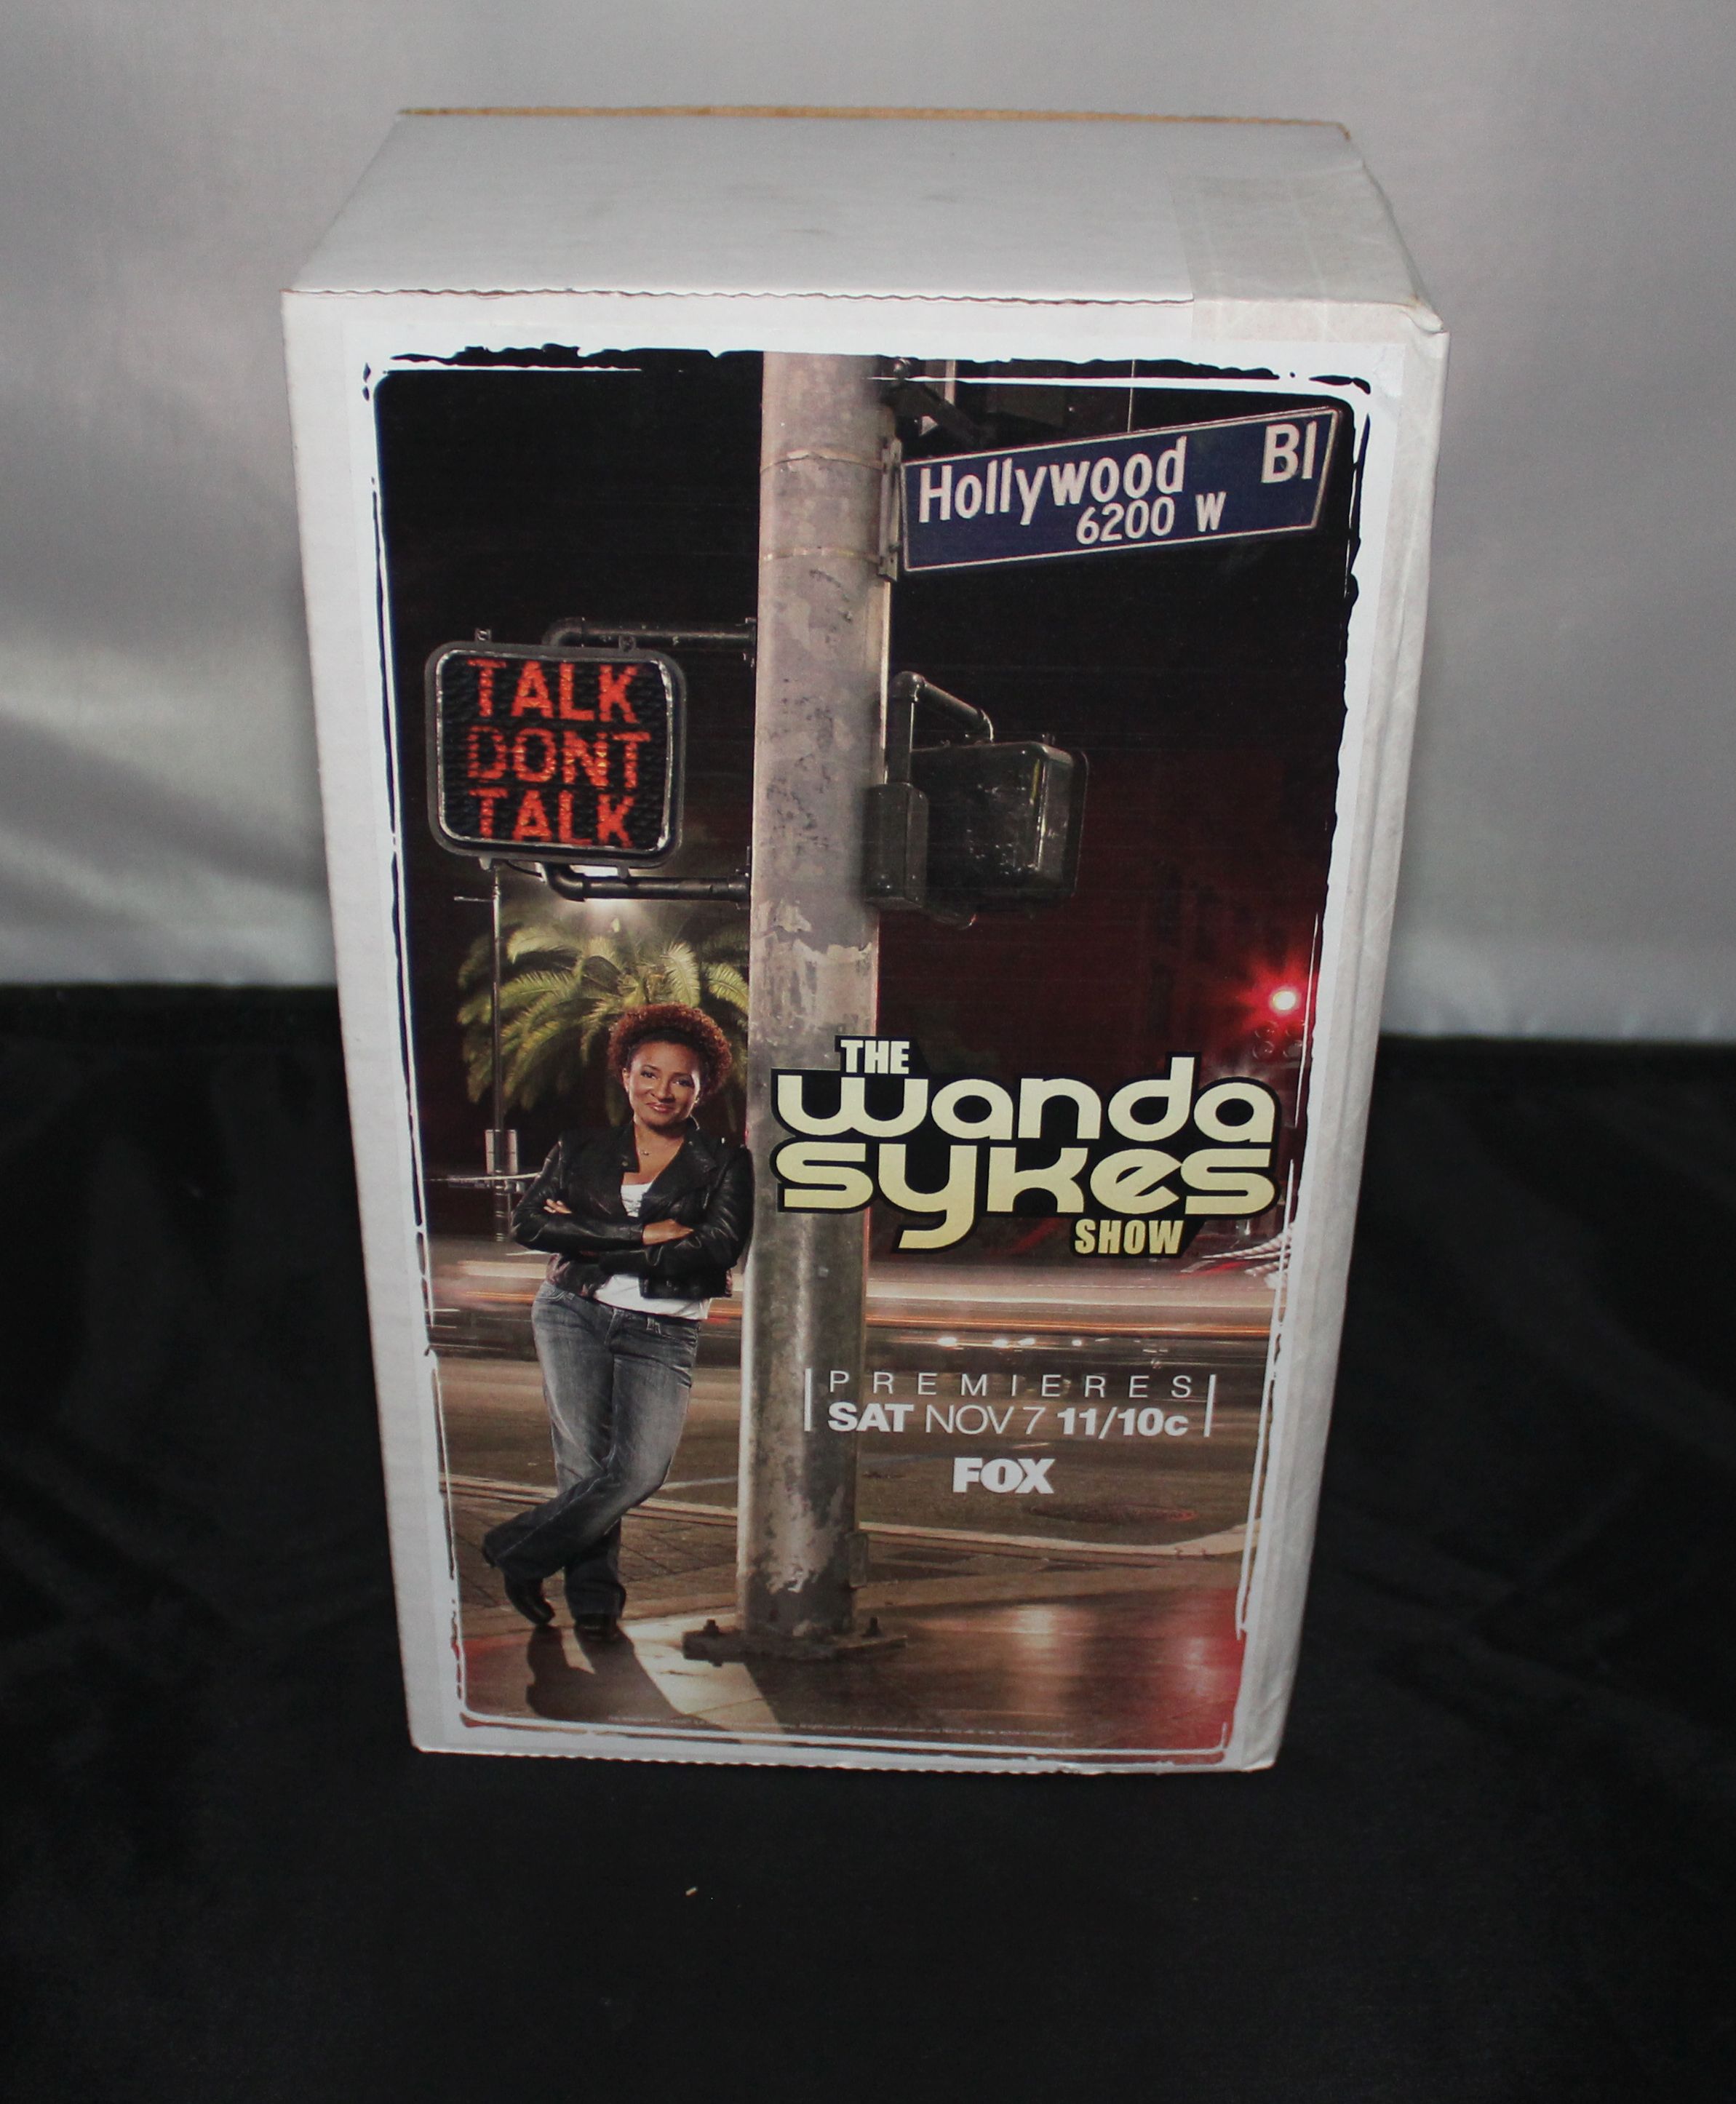 Hollywood Bl
6200 W
TALK
DONT
TALK
THE
wanda
sykes
SHOW
PREMIERES
SAT NOV 7 11/10c
FOX